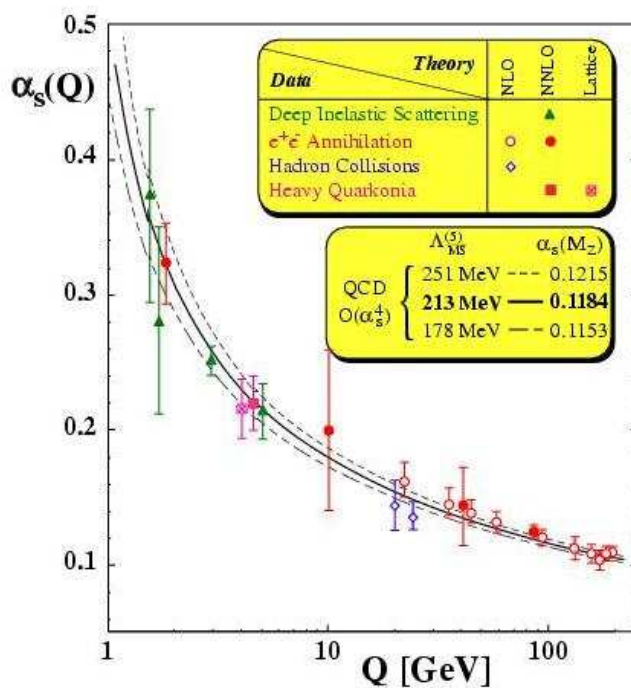 0.5
α_s(Q)
Theory
Data
NLO
NNLO
Lattice
Deep Inelastic Scattering
e⁺e⁻ Annihilation
Hadron Collisions
Heavy Quarkonia
0.4
Λ_MS^(5) α_s(M_Z)
QCD
O(α_s^4)
251 MeV 0.1215
213 MeV 0.1184
178 MeV 0.1153
0.3
0.2
0.1
1 10 100
Q [GeV]